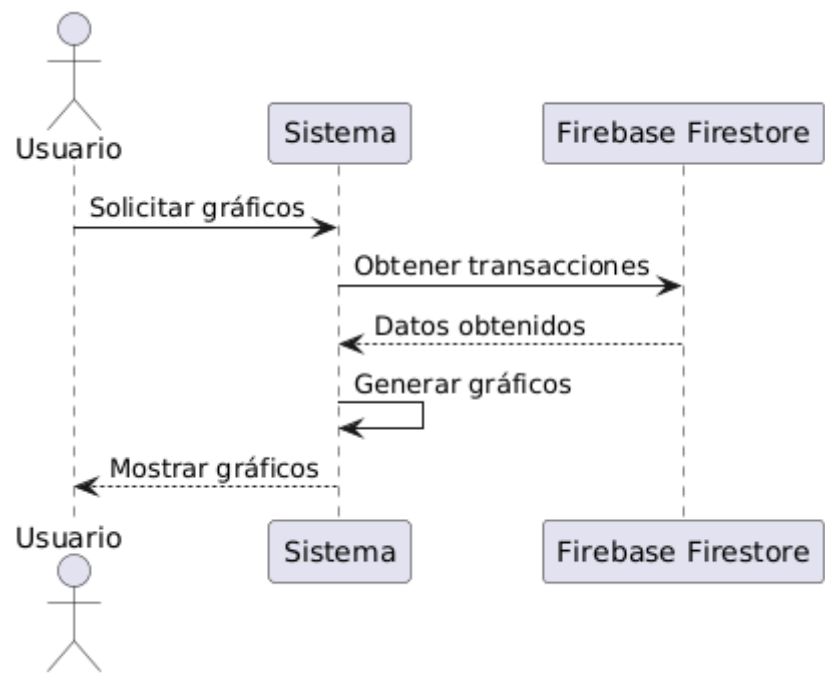 Usuario
Sistema
Firebase Firestore
Solicitar gráficos
Obtener transacciones
Datos obtenidos
Generar gráficos
Mostrar gráficos
Usuario
Sistema
Firebase Firestore